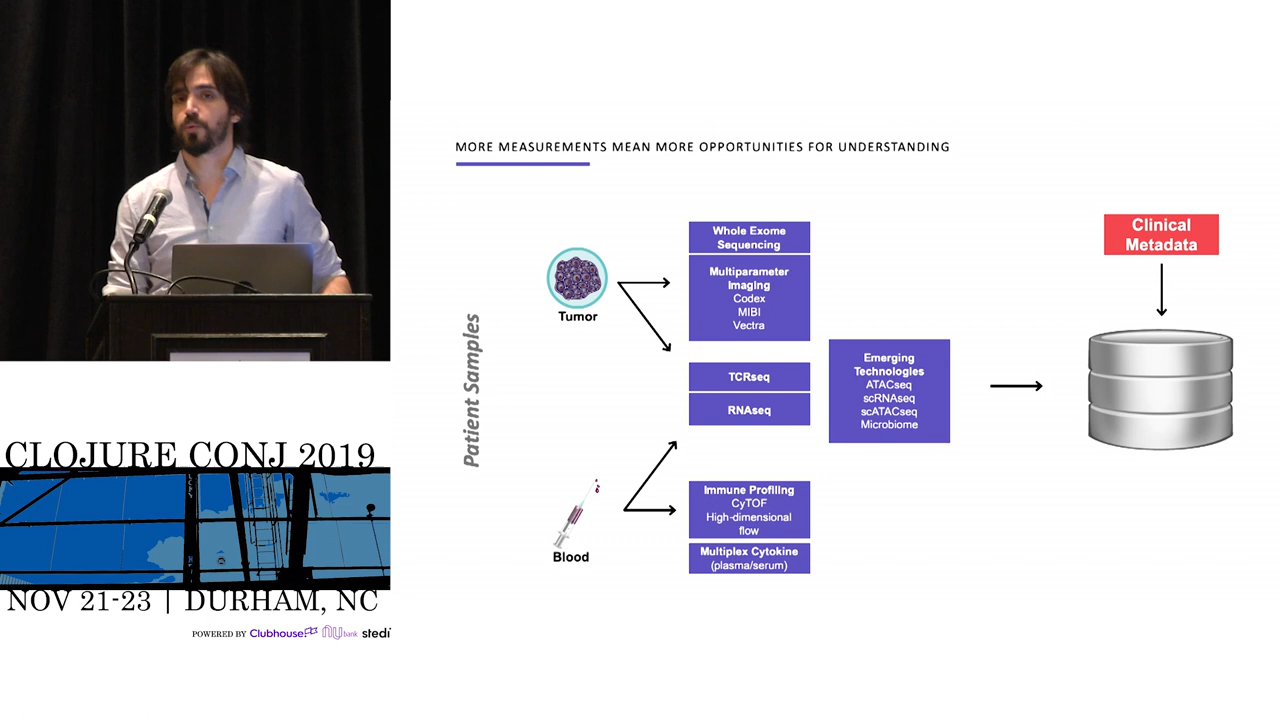 MORE MEASUREMENTS MEAN MORE OPPORTUNITIES FOR UNDERSTANDING
Patient Samples
Tumor
Blood
Whole Exome
Sequencing
Multiparameter
Imaging
Codex
MIBI
Vectra
TCRseq
RNAseq
Immune Profiling
CyTOF
High-dimensional
flow
Multiplex Cytokine
(plasma/serum)
Emerging
Technologies
ATACseq
scRNAseq
scATACseq
Microbiome
Clinical
Metadata
CLOJURE CONJ 2019
NOV 21-23 | DURHAM, NC
POWERED BY Clubhouse nu bank stedi